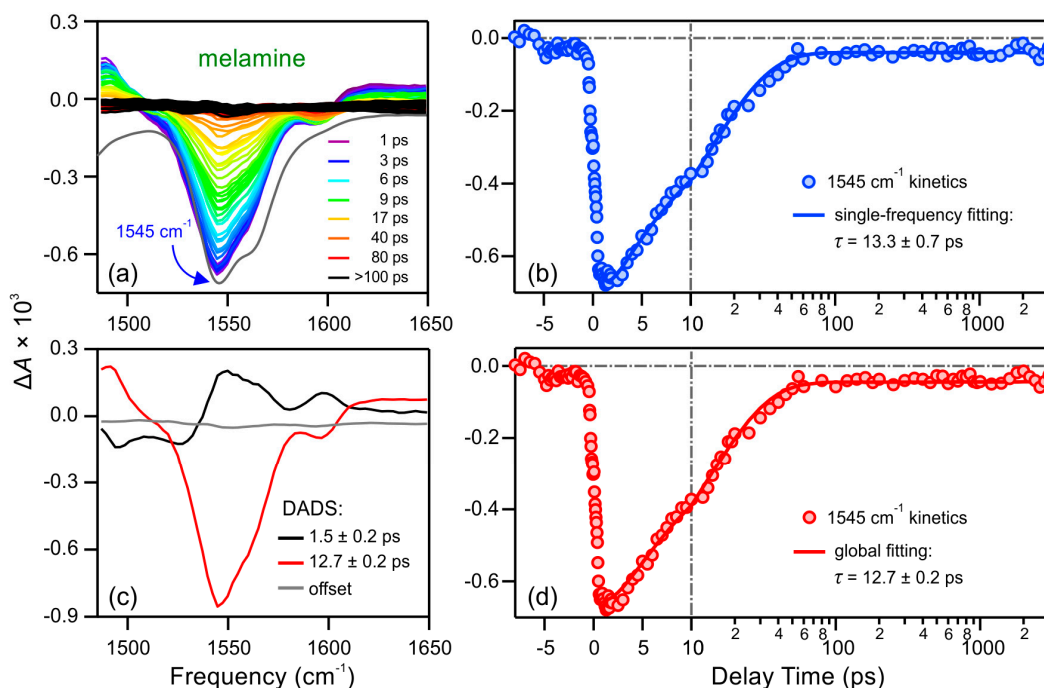 0.3
0.0
-0.3
-0.6
melamine
1 ps
3 ps
6 ps
9 ps
17 ps
40 ps
80 ps
>100 ps
1545 cm⁻¹
(a)
1500 1550 1600 1650
0.0
-0.2
-0.4
-0.6
1545 cm⁻¹ kinetics
single-frequency fitting:
τ = 13.3 ± 0.7 ps
(b)
-5 0 5 10 2 4 6 8 100 2 4 6 8 1000 2
ΔA × 10³
0.3
0.0
-0.3
-0.6
-0.9
DADS:
1.5 ± 0.2 ps
12.7 ± 0.2 ps
offset
(c)
1500 1550 1600 1650
Frequency (cm⁻¹)
0.0
-0.2
-0.4
-0.6
1545 cm⁻¹ kinetics
global fitting:
τ = 12.7 ± 0.2 ps
(d)
-5 0 5 10 2 4 6 8 100 2 4 6 8 1000 2
Delay Time (ps)